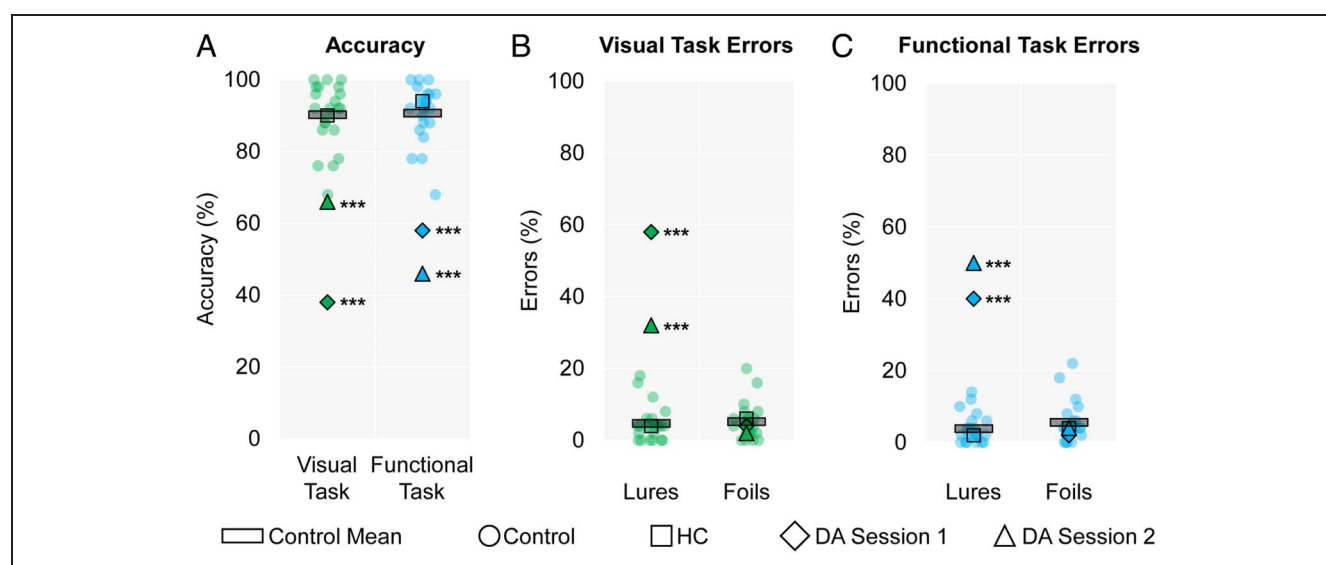 A Accuracy
100
80
60
40
20
0
Accuracy (%)
***
***
***
***
Visual Task
Functional Task
B Visual Task Errors
100
80
60
40
20
0
Errors (%)
***
***
Lures Foils
C Functional Task Errors
100
80
60
40
20
0
Errors (%)
***
***
Lures Foils
Control Mean Control HC DA Session 1 DA Session 2